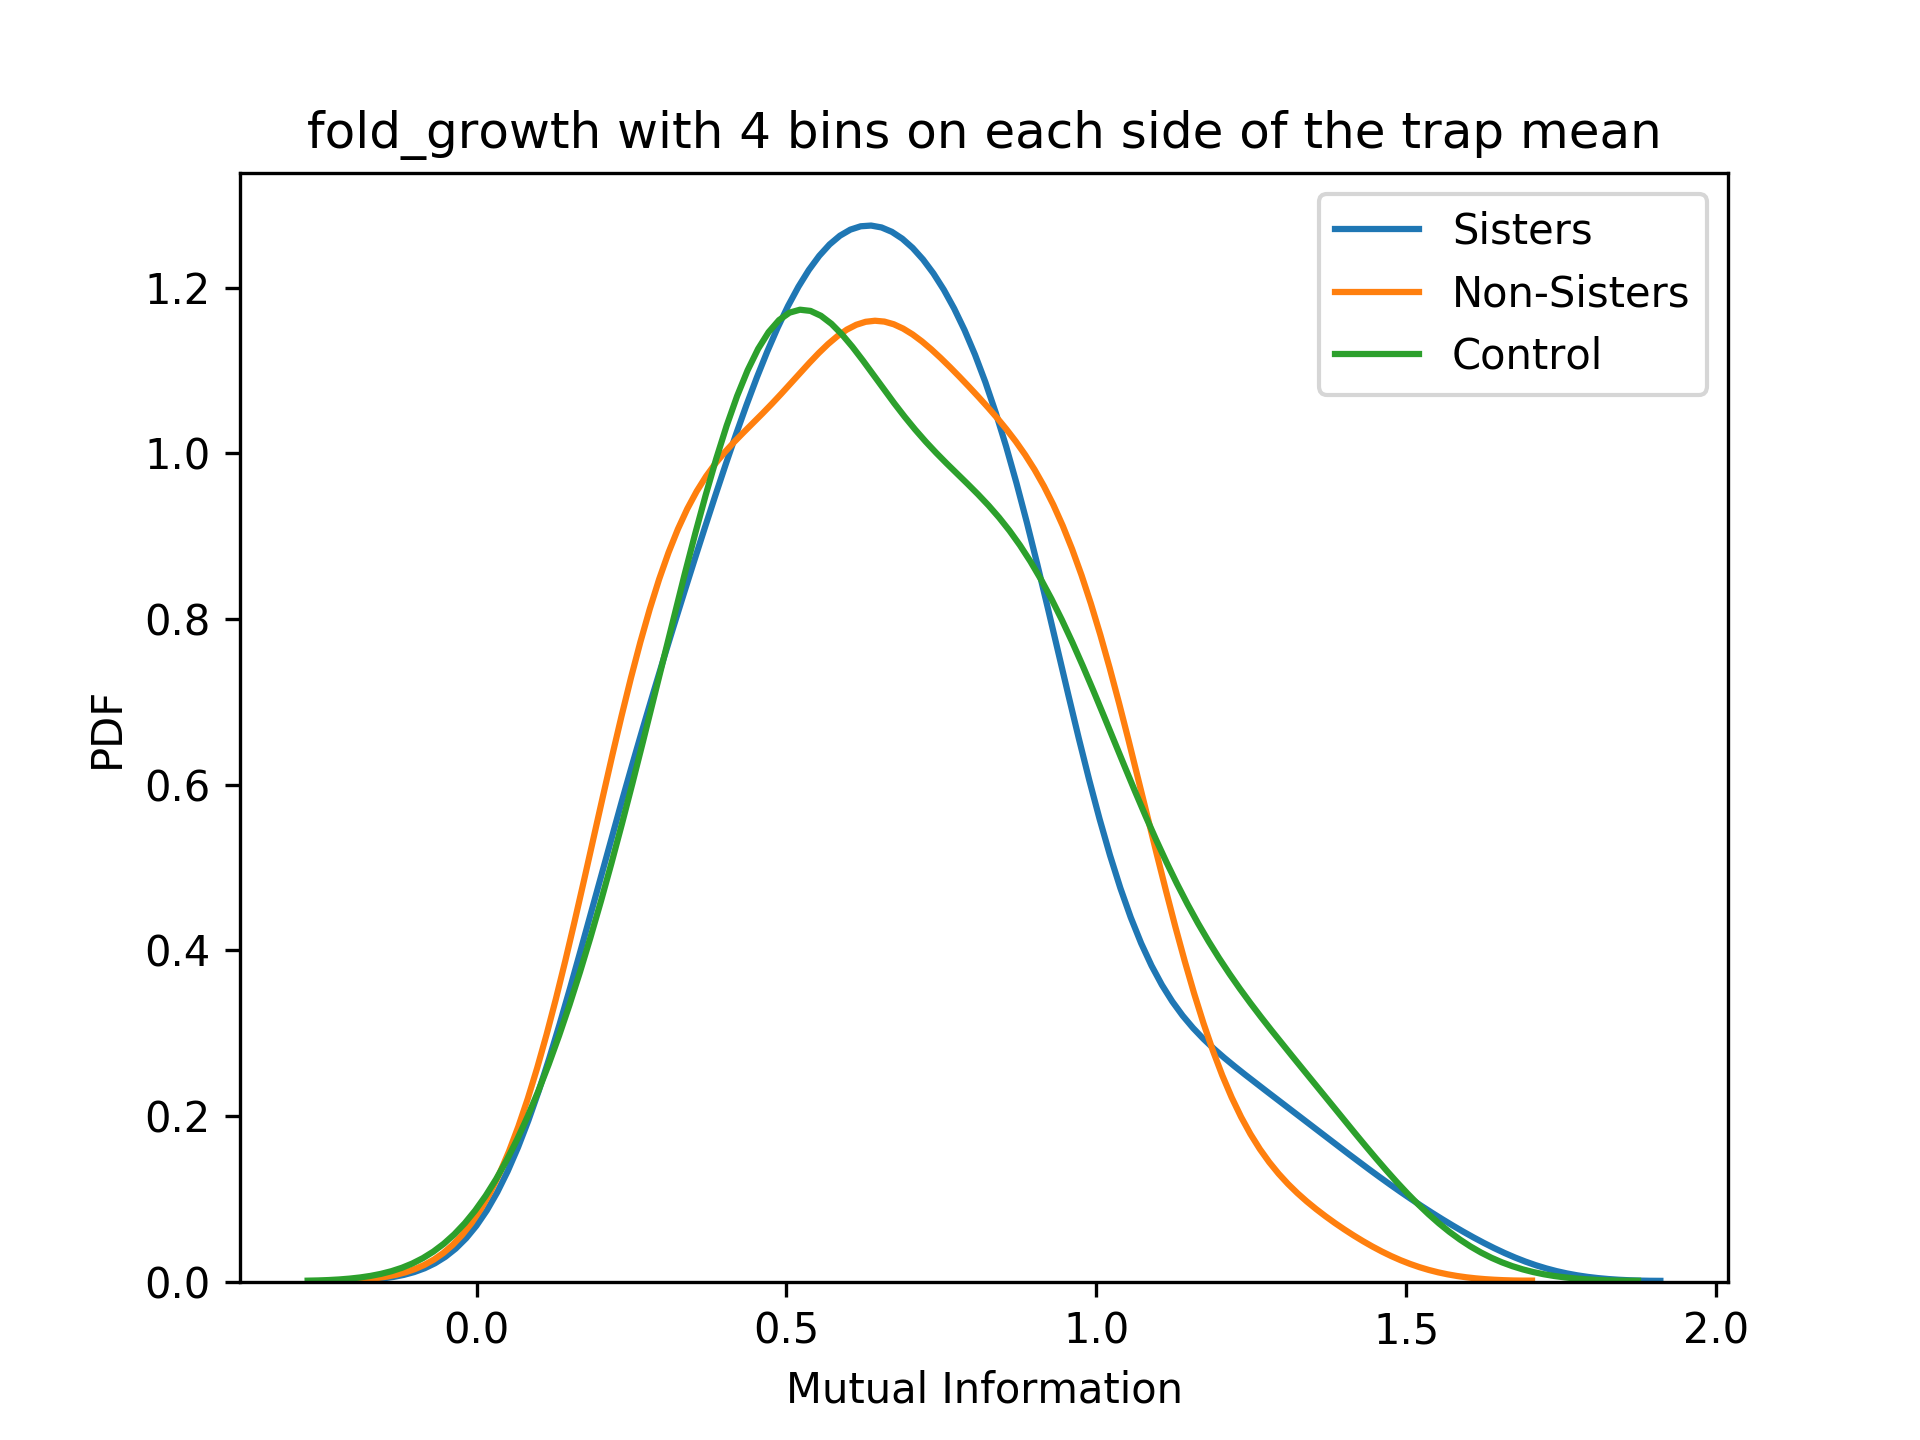 fold_growth with 4 bins on each side of the trap mean
Sisters
Non-Sisters
Control
1.2
1.0
0.8
0.6
0.4
0.2
0.0
PDF
0.0 0.5 1.0 1.5 2.0
Mutual Information